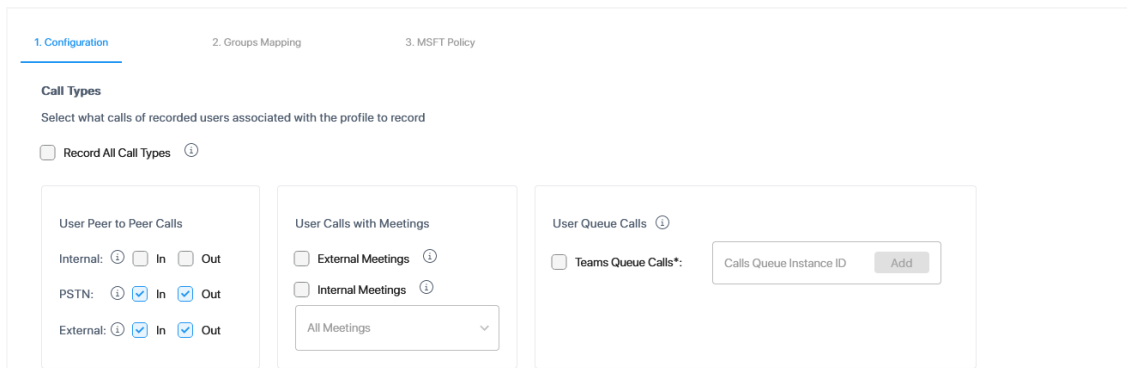 1. Configuration 2. Groups Mapping 3. MSFT Policy
Call Types
Select what calls of recorded users associated with the profile to record
Record All Call Types
User Peer to Peer Calls
Internal: In Out
PSTN: In Out
External: In Out
User Calls with Meetings
External Meetings
Internal Meetings
All Meetings
User Queue Calls
Teams Queue Calls*: Calls Queue Instance ID Add